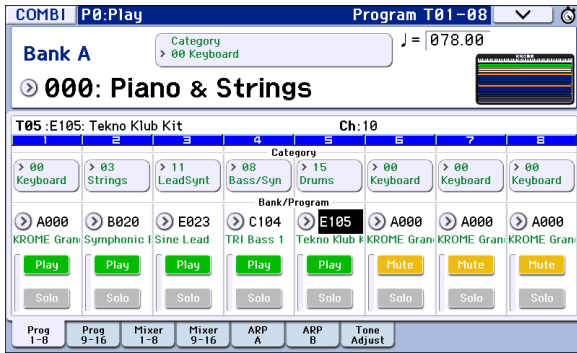 COMBI P0:Play Program T01-08
Bank A
Category
00 Keyboard
♩= 078.00
KROME
000: Piano & Strings
T05 :E105: Tekno Klub Kit Ch:10
1 2 3 4 5 6 7 8
Category
00 03 11 08 15 00 00 00
Keyboard Strings LeadSynt Bass/Syn Drums Keyboard Keyboard Keyboard
Bank/Program
A000 B020 E023 C104 E105 A000 A000 A000
KROME Gran Symphonic E Sine Lead TRI Bass 1 Tekno Klub K KROME Gran KROME Gran KROME Gran
Play Play Play Play Play Mute Mute Mute
Solo Solo Solo Solo Solo Solo Solo Solo
Prog Prog Mixer Mixer ARP ARP Tone
1-8 9-16 1-8 9-16 A B Adjust